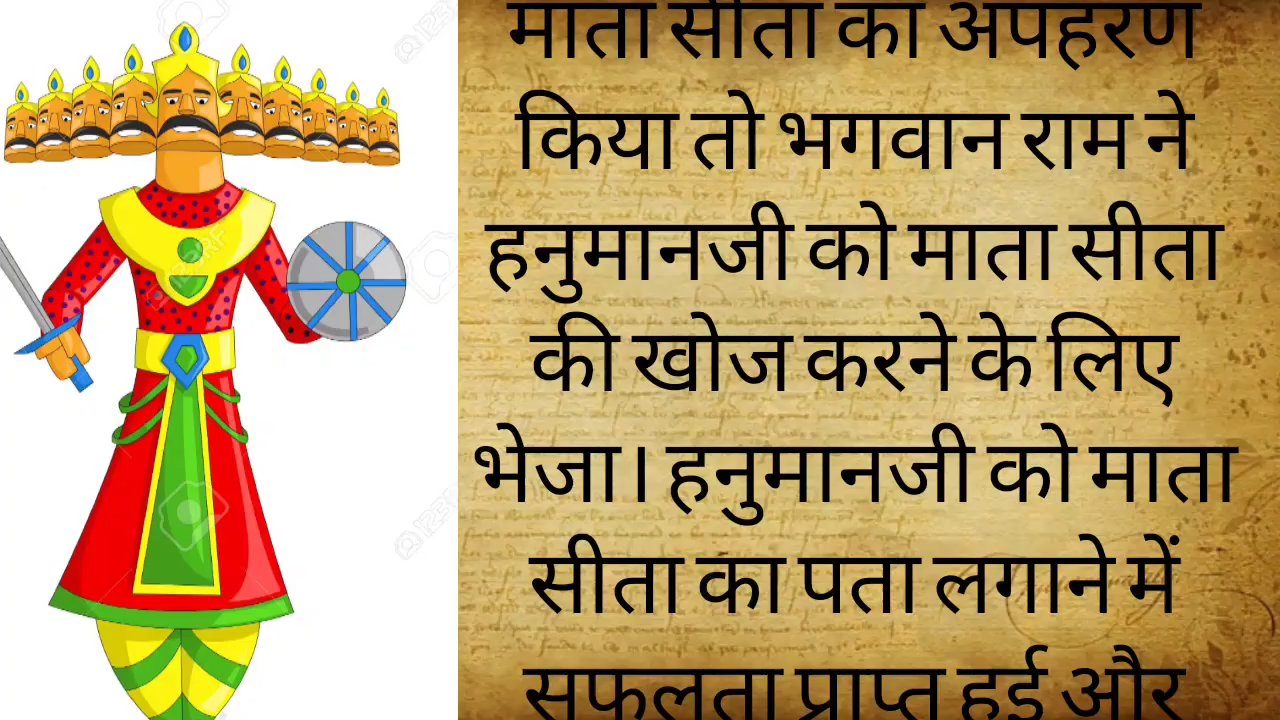 माता सीता का अपहरण
किया तो भगवान राम ने
हनुमानजी को माता सीता
की खोज करने के लिए
भेजा। हनुमानजी को माता
सीता का पता लगाने में
सफलता प्राप्त हुई और